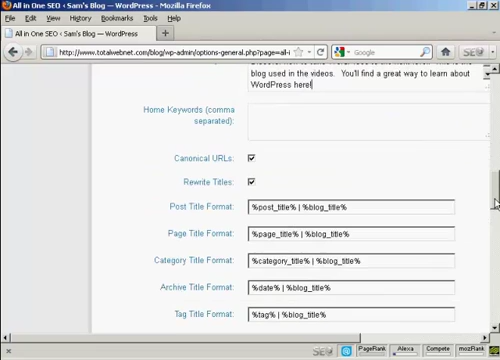 All in One SEO < Sam's Blog — WordPress - Mozilla Firefox
File Edit View History Bookmarks Tools Help
All in One SEO < Sam's Blog — WordPress
http://www.totalwebnet.com/blog/wp-admin/options-general.php?page=all-i
Google
SEO
blog used in the videos. You'll find a great way to learn about
WordPress here!
Home Keywords (comma
separated):
Canonical URLs:
Rewrite Titles:
Post Title Format: %post_title% | %blog_title%
Page Title Format: %page_title% | %blog_title%
Category Title Format: %category_title% | %blog_title%
Archive Title Format: %date% | %blog_title%
Tag Title Format: %tag% | %blog_title%
SEO PageRank Alexa Compete mozRank